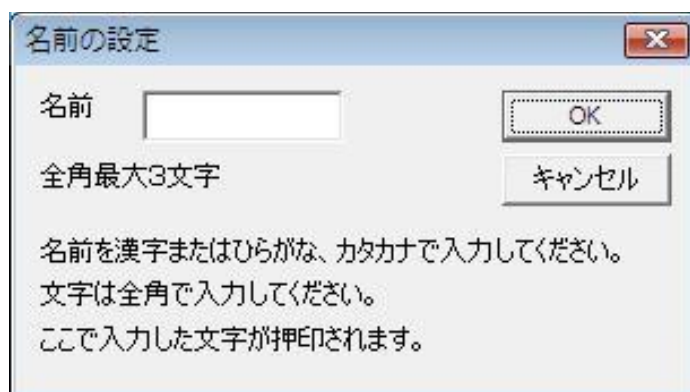 名前の設定
名前
OK
全角最大3文字
キャンセル
名前を漢字またはひらがな、カタカナで入力してください。
文字は全角で入力してください。
ここで入力した文字が押印されます。